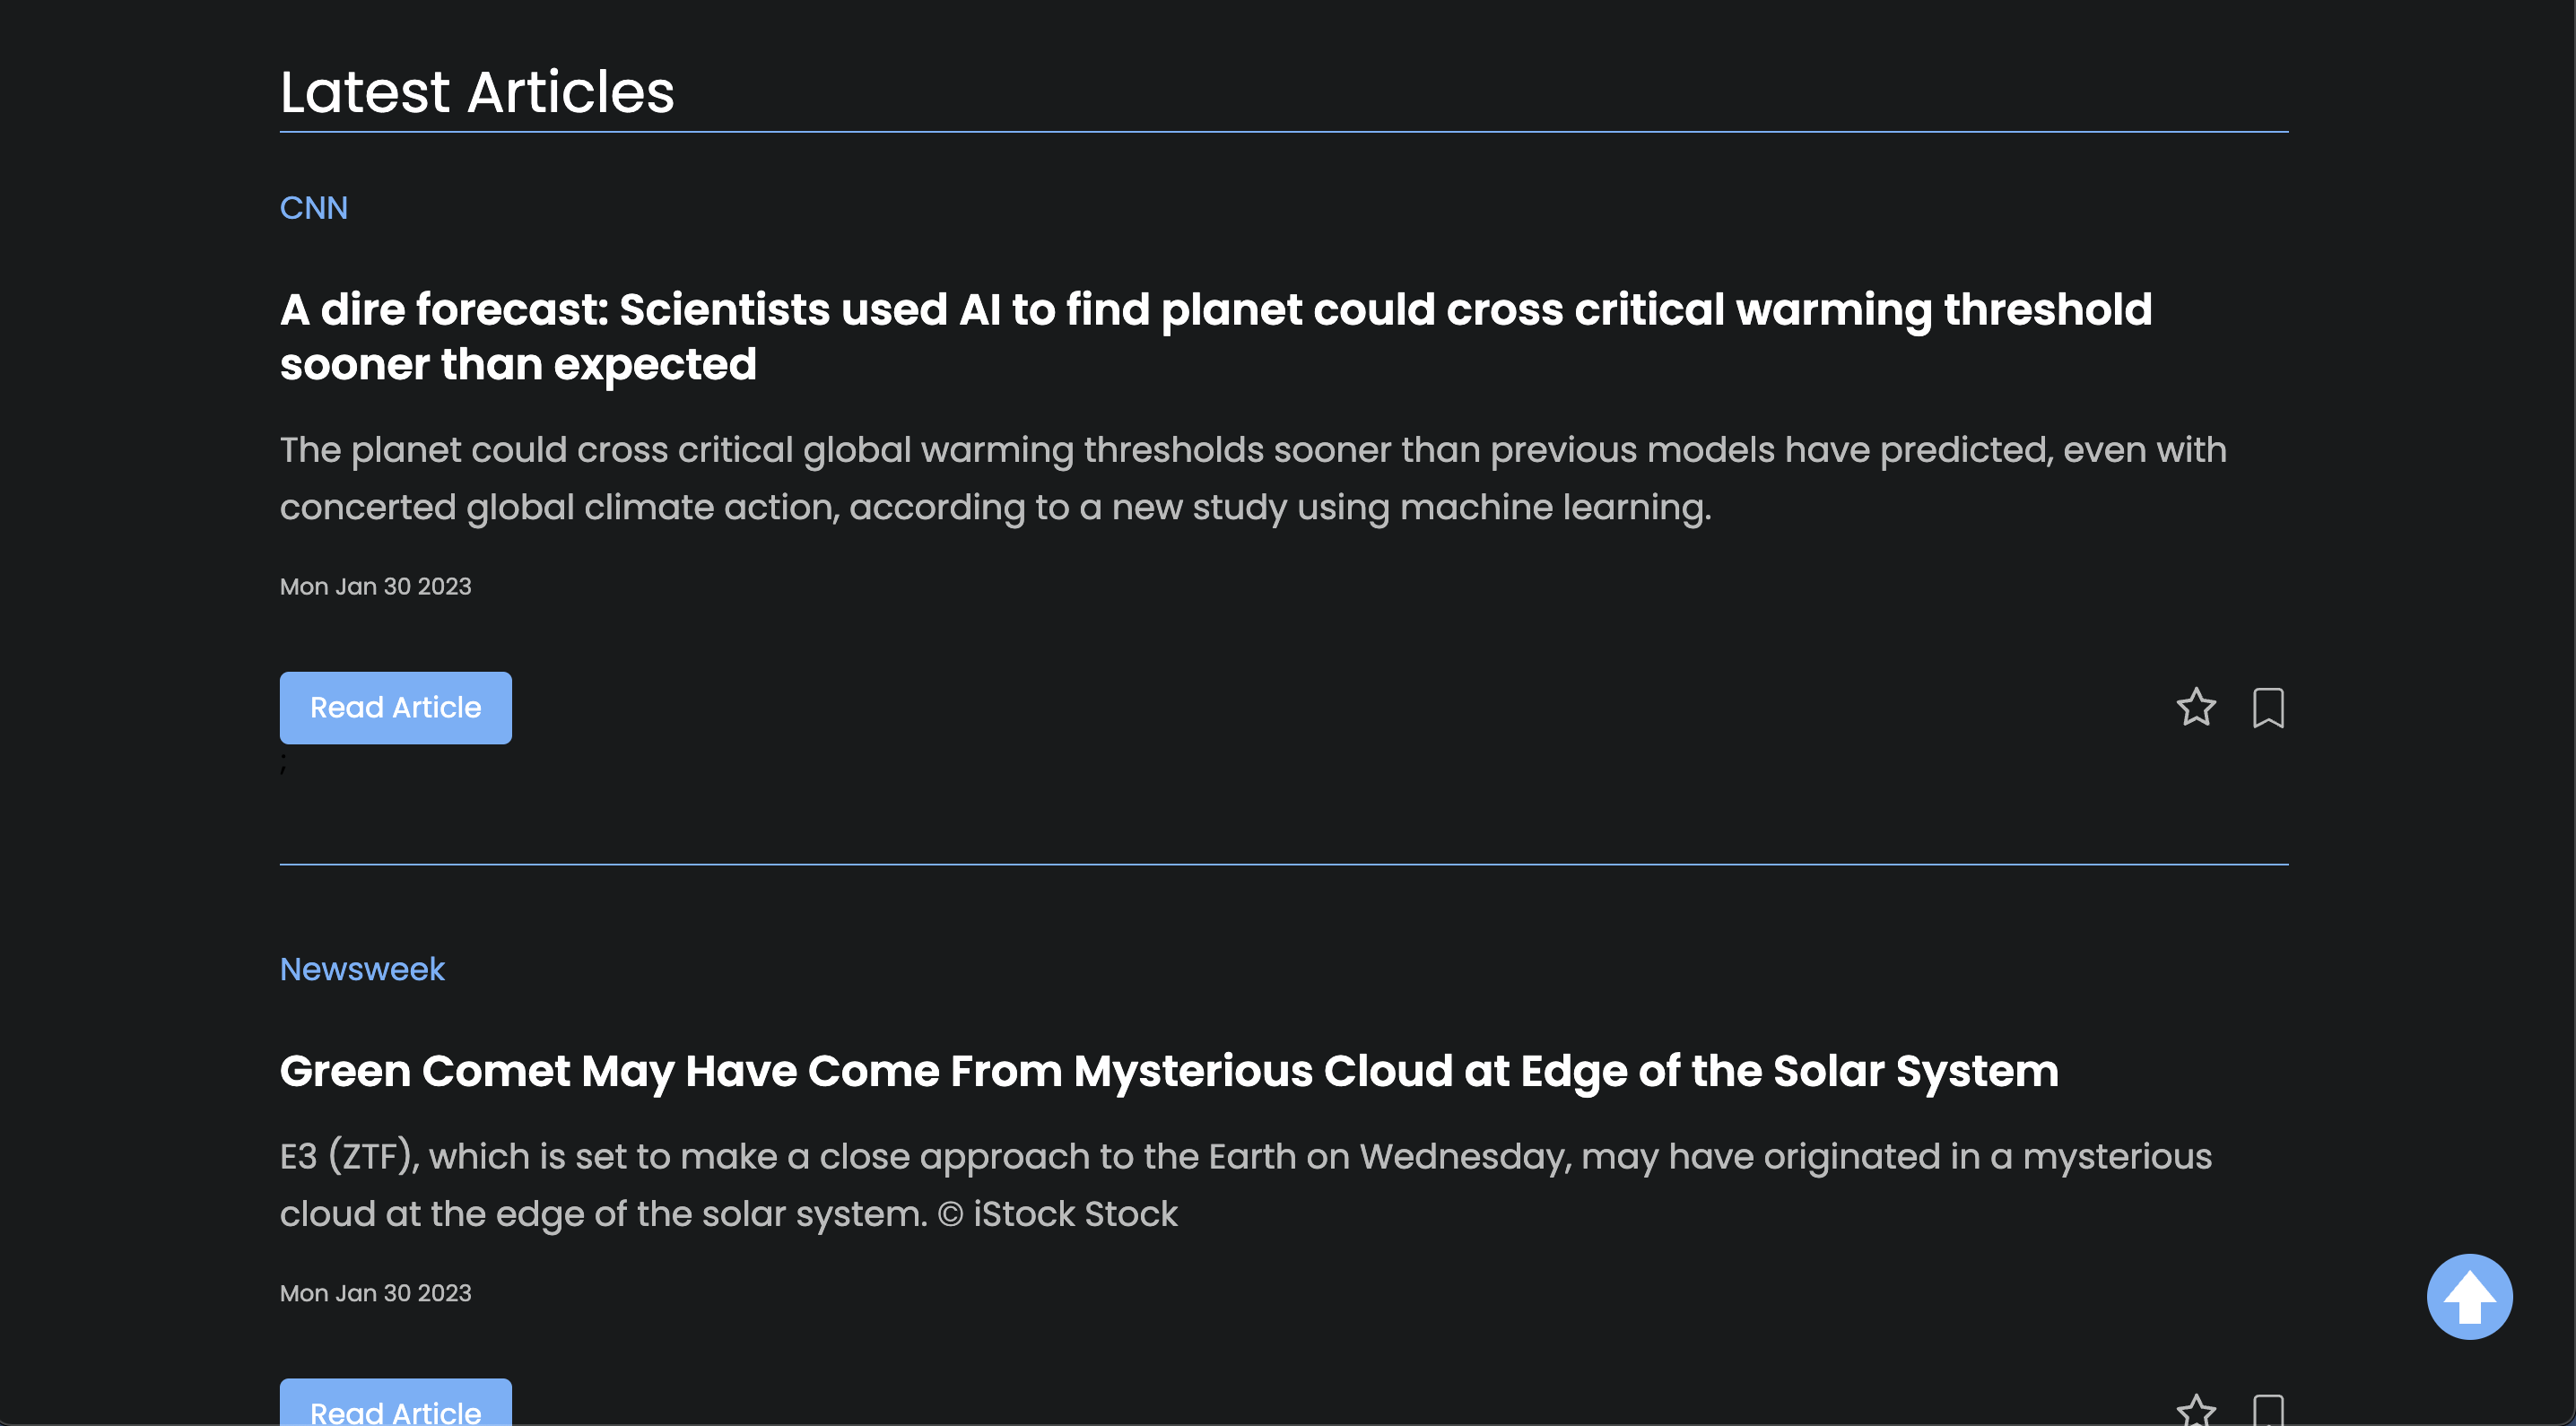 Latest Articles
CNN
A dire forecast: Scientists used AI to find planet could cross critical warming threshold
sooner than expected
The planet could cross critical global warming thresholds sooner than previous models have predicted, even with
concerted global climate action, according to a new study using machine learning.
Mon Jan 30 2023
Read Article
;
Newsweek
Green Comet May Have Come From Mysterious Cloud at Edge of the Solar System
E3 (ZTF), which is set to make a close approach to the Earth on Wednesday, may have originated in a mysterious
cloud at the edge of the solar system. © iStock Stock
Mon Jan 30 2023
Read Article